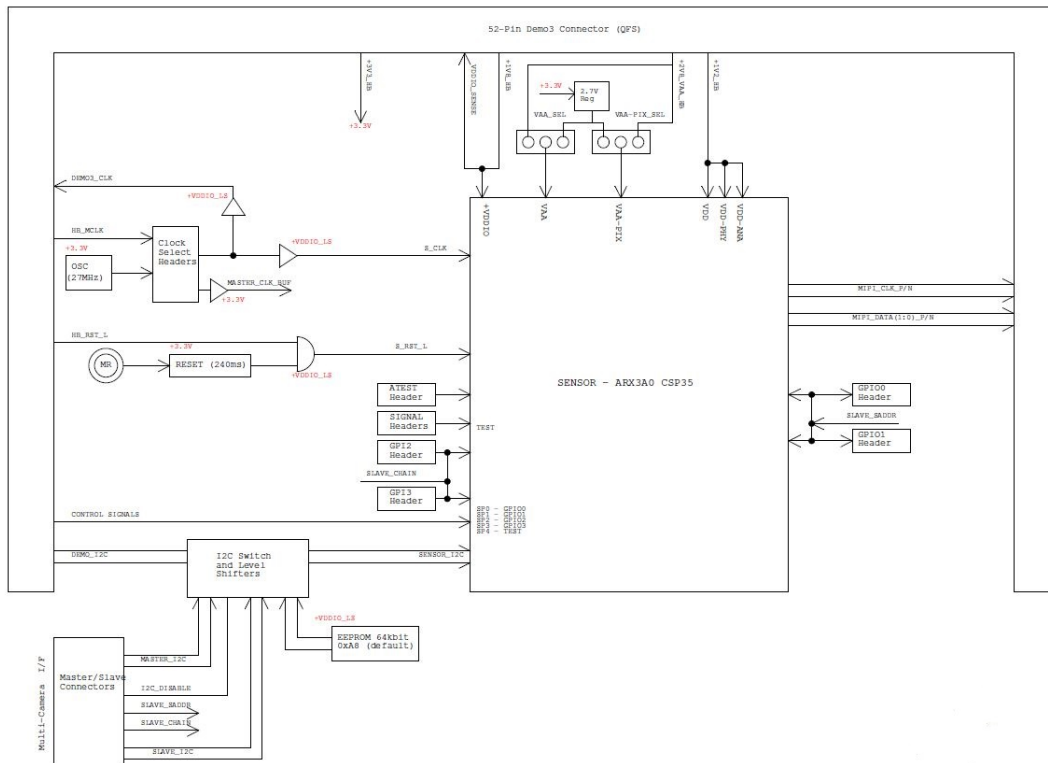 52-Pin Demo3 Connector (QFS)
+3V3_HB
VDDIO_SENSE
+1V8_HB
+2V8_VAA_HB
+1V2_HB
+3.3V
2.7V
Reg
VAA_SEL
VAA-PIX_SEL
+3.3V
DEMO3_CLK
+VDDIO_LS
+VDDIO
VAA
VAA-PIX
VDD
VDD-PHY
VDD-ANA
HB_MCLK
+3.3V
OSC
(27MHz)
Clock
Select
Headers
+VDDIO_LS
S_CLK
MASTER_CLK_BUF
+3.3V
MIPI_CLK_P/N
MIPI_DATA(1:0)_P/N
HB_RST_L
+3.3V
MR
RESET (240ms)
+VDDIO_LS
S_RST_L
SENSOR - ARX3A0 CSP35
ATEST
Header
SIGNAL
Headers
TEST
GPI2
Header
SLAVE_CHAIN
GPI3
Header
GPIO0
Header
SLAVE_SADDR
GPIO1
Header
SP0 - GPIO0
SP1 - GPIO1
SP2 - GPIO2
SP3 - GPIO3
SP4 - TEST
CONTROL SIGNALS
DEMO_I2C
I2C Switch
and Level
Shifters
SENSOR_I2C
+VDDIO_LS
EEPROM 64kbit
0xA8 (default)
Multi-Camera I/F
Master/Slave
Connectors
MASTER_I2C
I2C_DISABLE
SLAVE_SADDR
SLAVE_CHAIN
SLAVE_I2C